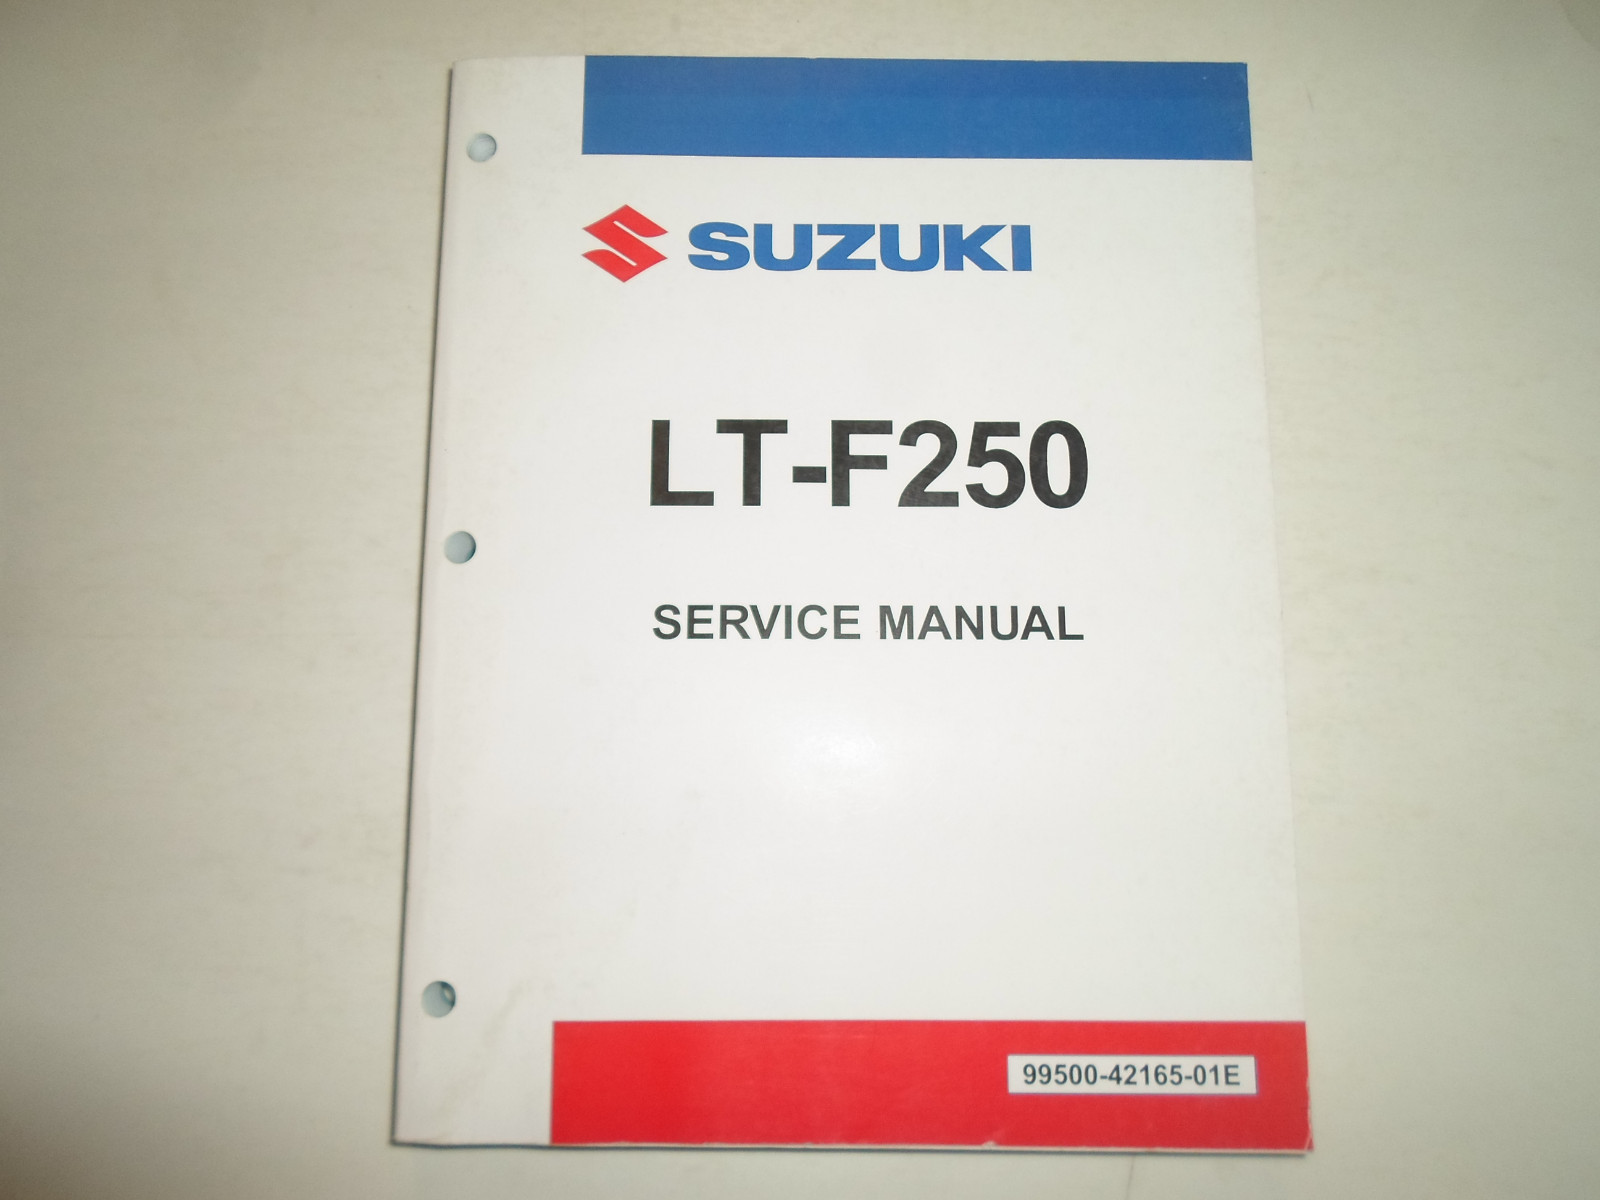 SUZUKI
LT-F250
SERVICE MANUAL
99500-42165-01E